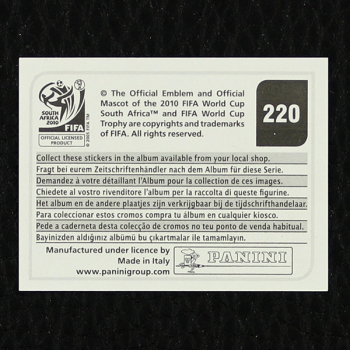 © The Official Emblem and Official
Mascot of the 2010 FIFA World Cup
South Africa™ and FIFA World Cup
Trophy are copyrights and trademarks
of FIFA. All rights reserved.
220
SOUTH AFRICA
2010
FIFA
OFFICIAL LICENSED
PRODUCT
© 2005 FIFA TM
Collect these stickers in the album available from your local shop.
Fragt bei eurem Zeitschriftenhändler nach dem Album für diese Serie.
Demandez à votre détaillant l'Album pour la collection de ces images.
Chiedete al vostro rivenditore l'album per la raccolta di queste figurine.
Het album en de andere plaatjes zijn verkrijgbaar bij de tijdschrifthandelaar.
Para coleccionar estos cromos compra tu álbum en cualquier kiosco.
Pede a caderneta desta colecção de cromos no teu ponto de venda habitual.
Bayinizden aldığınız albümü bu çıkartmalar ile tamamlayın.
Manufactured under licence by
Made in Italy
www.paninigroup.com
PANINI